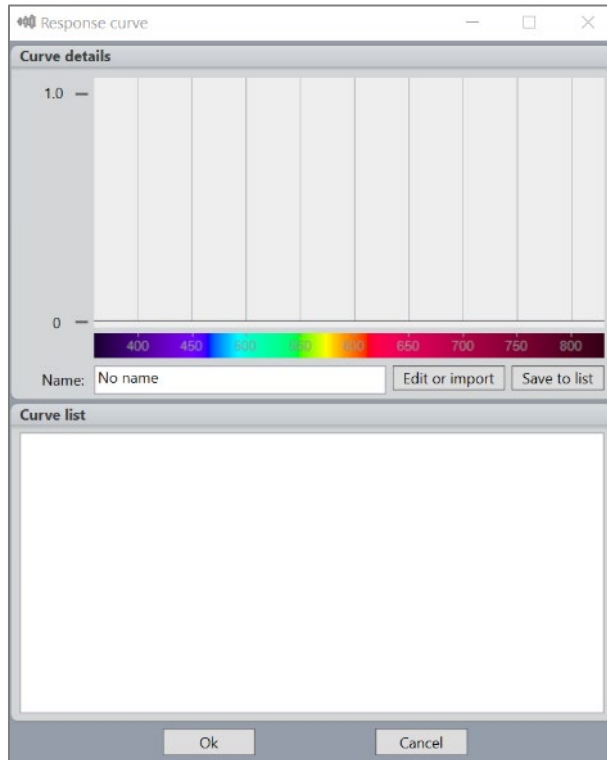 Response curve
Curve details
1.0
0
400 450 500 550 600 650 700 750 800
Name: No name Edit or import Save to list
Curve list
Ok Cancel